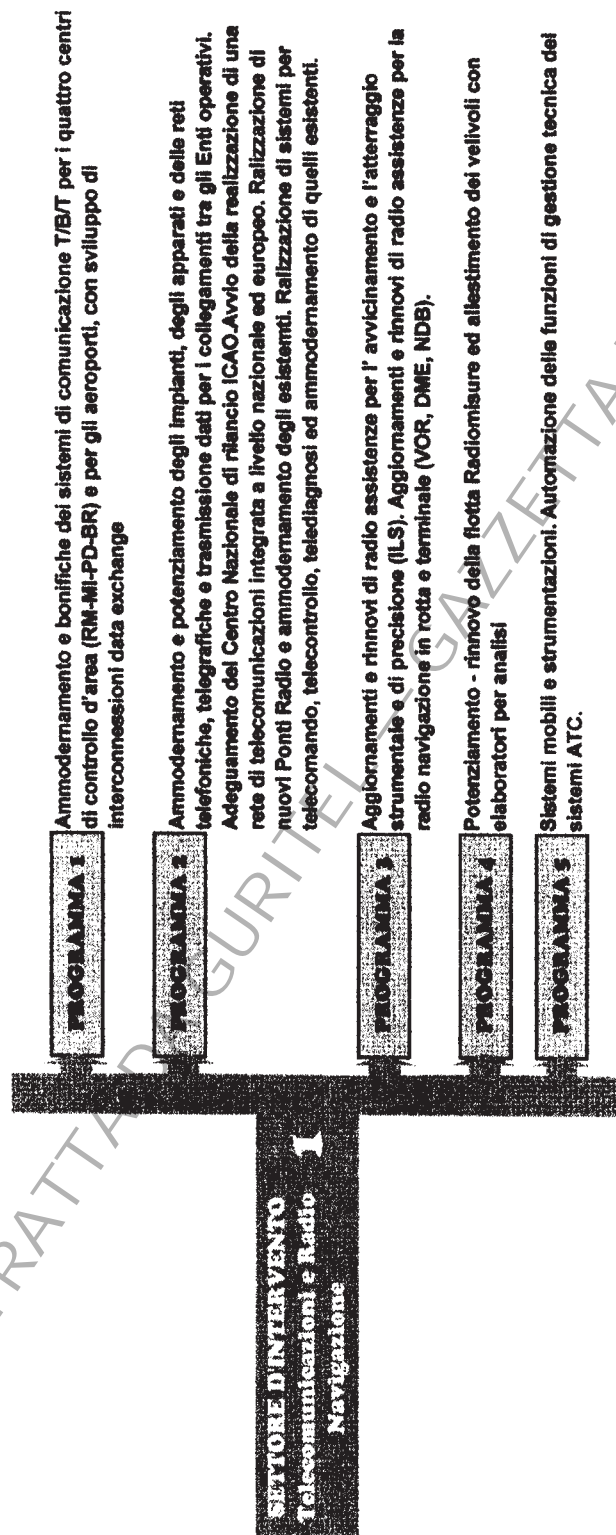 SETTORE D'INTERVENTO
Telecomunicazioni e Radio
Navigazione
1
PROGRAMMA 1
Ammodernamento e bonifiche dei sistemi di comunicazione T/B/T per i quattro centri
di controllo d'area (RM-MI-PD-BR) e per gli aeroporti, con sviluppo di
interconnessioni data exchange
PROGRAMMA 2
Ammodernamento e potenziamento degli impianti, degli apparati e delle reti
telefoniche, telegrafiche e trasmissione dati per i collegamenti tra gli Enti operativi.
Adeguamento del Centro Nazionale di rilancio ICAO.Avvio della realizzazione di una
rete di telecomunicazioni integrata a livello nazionale ed europeo. Ralizzazione di
nuovi Ponti Radio e ammodernamento degli esistemti. Ralizzazione di sistemi per
telecomando, telecontrollo, telediagnosi ed ammodernamento di quelli esistenti.
PROGRAMMA 3
Aggiornamenti e rinnovi di radio assistenze per l' avvicinamento e l'atterraggio
strumentale e di precisione (ILS). Aggiornamenti e rinnovi di radio assistenze per la
radio navigazione in rotta e terminale (VOR, DME, NDB).
PROGRAMMA 4
Potenziamento - rinnovo della flotta Radiomisure ed allestimento dei velivoli con
elaboratori per analisi
PROGRAMMA 5
Sistemi mobili e strumentazioni. Automazione delle funzioni di gestione tecnica dei
sistemi ATC.
TRATTA DA GURITEL — GAZZETTA